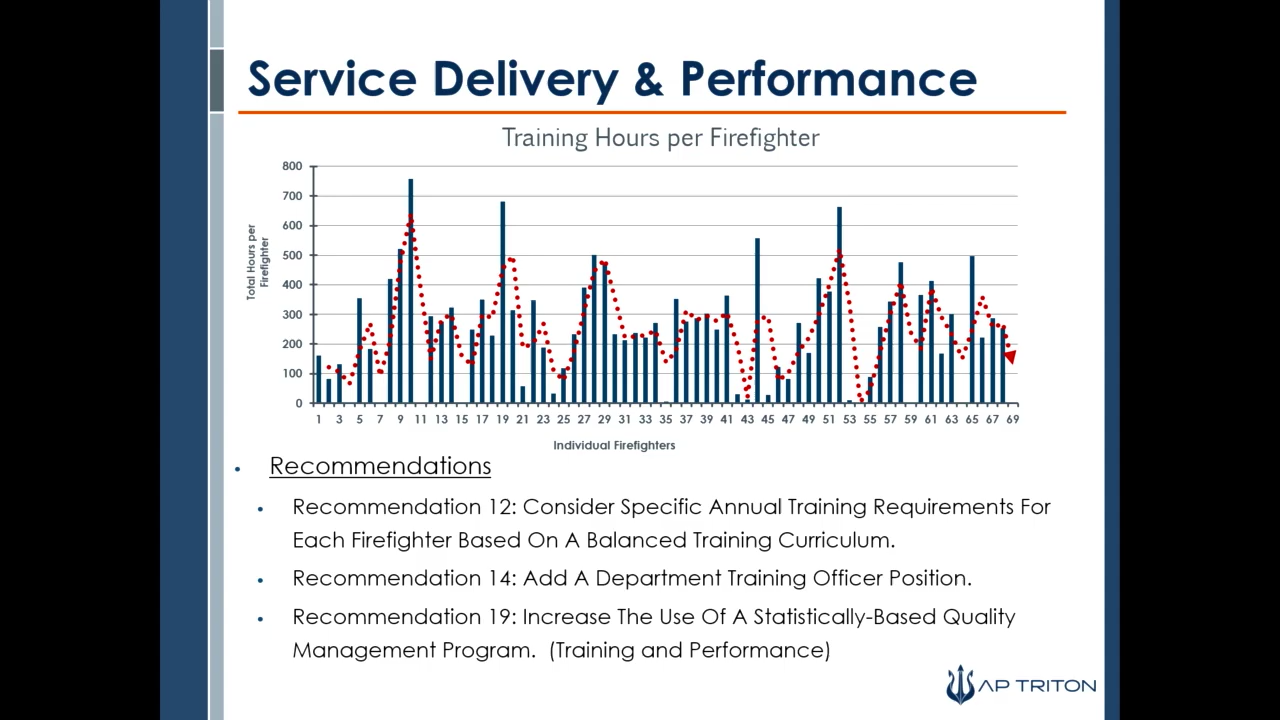 Service Delivery & Performance
Training Hours per Firefighter
800
700
600
500
400
300
200
100
0
Total Hours per
Firefighter
1 3 5 7 9 11 13 15 17 19 21 23 25 27 29 31 33 35 37 39 41 43 45 47 49 51 53 55 57 59 61 63 65 67 69
Individual Firefighters
• Recommendations
• Recommendation 12: Consider Specific Annual Training Requirements For
Each Firefighter Based On A Balanced Training Curriculum.
• Recommendation 14: Add A Department Training Officer Position.
• Recommendation 19: Increase The Use Of A Statistically-Based Quality
Management Program. (Training and Performance)
AP TRITON